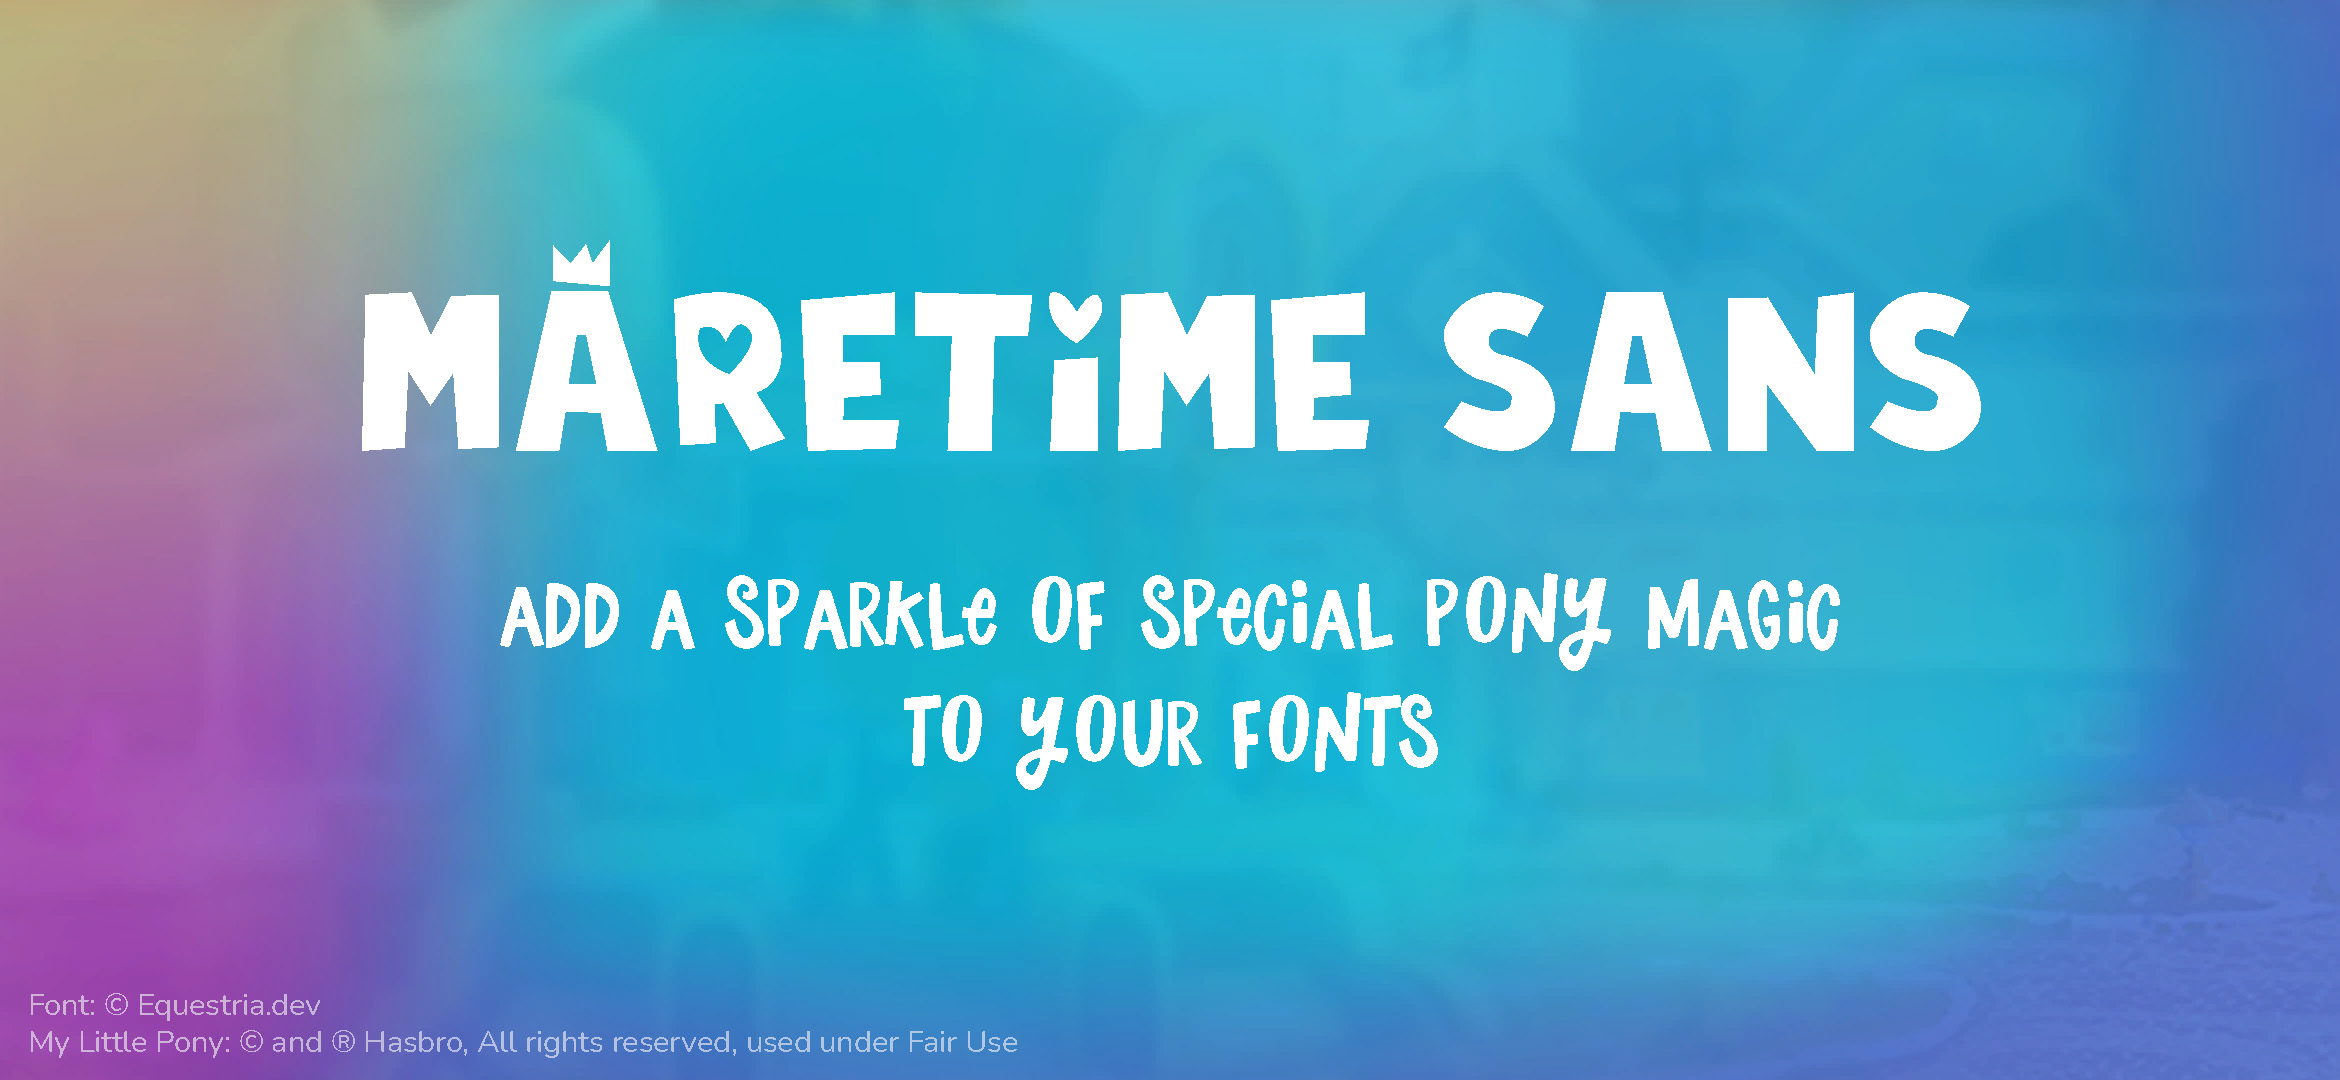 MARETiME SANS
ADD A SPARKLe OF SPeCiAL PONy MAGiC
TO yOUR FONTS
Font: © Equestria.dev
My Little Pony: © and ® Hasbro, All rights reserved, used under Fair Use